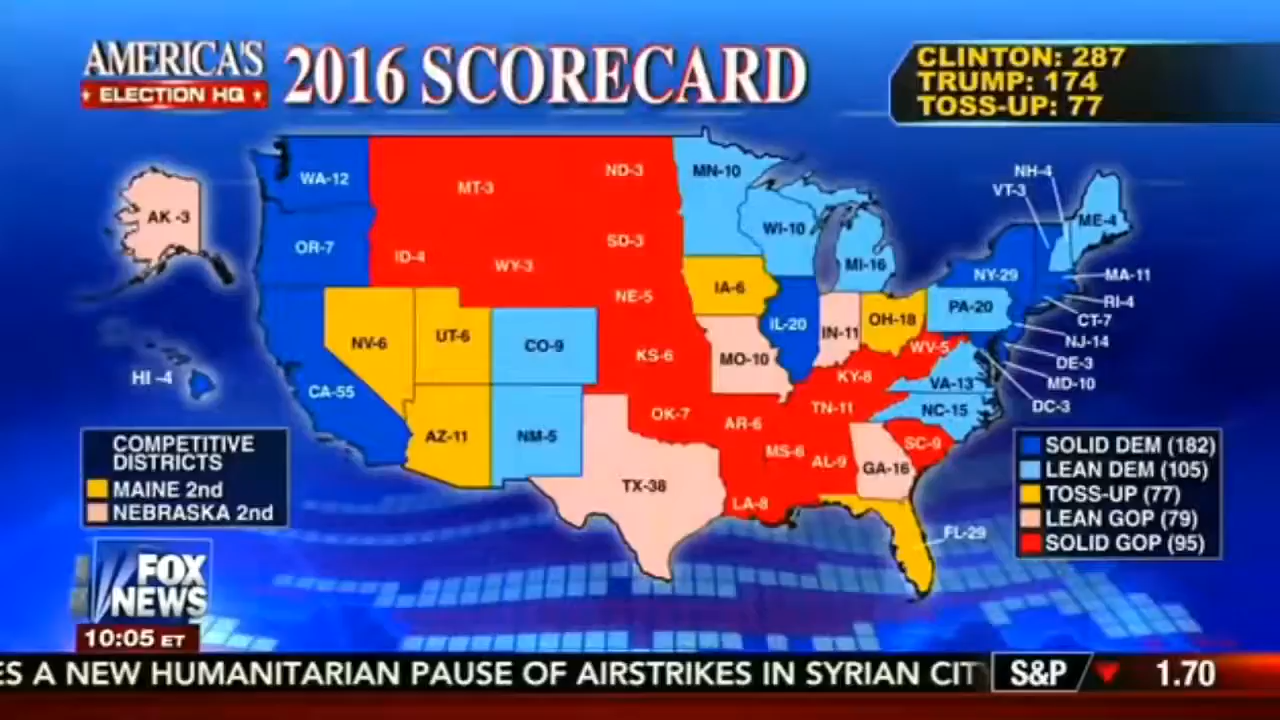 AMERICA'S
ELECTION HQ
2016 SCORECARD
CLINTON: 287
TRUMP: 174
TOSS-UP: 77
WA-12
OR-7
CA-55
AK -3
HI -4
MT-3
ID-4
WY-3
ND-3
SD-3
NE-5
KS-6
OK-7
NV-6
UT-6
CO-9
AZ-11
NM-5
TX-38
MN-10
WI-10
MI-16
IA-6
IL-20
IN-11
OH-18
MO-10
WV-5
KY-8
TN-11
AR-6
MS-6
AL-9
LA-8
GA-16
SC-9
NC-15
VA-13
FL-29
PA-20
NY-29
VT-3
NH-4
ME-4
MA-11
RI-4
CT-7
NJ-14
DE-3
MD-10
DC-3
COMPETITIVE
DISTRICTS
MAINE 2nd
NEBRASKA 2nd
SOLID DEM (182)
LEAN DEM (105)
TOSS-UP (77)
LEAN GOP (79)
SOLID GOP (95)
FOX
NEWS
10:05 ET
ES A NEW HUMANITARIAN PAUSE OF AIRSTRIKES IN SYRIAN CIT
S&P
1.70